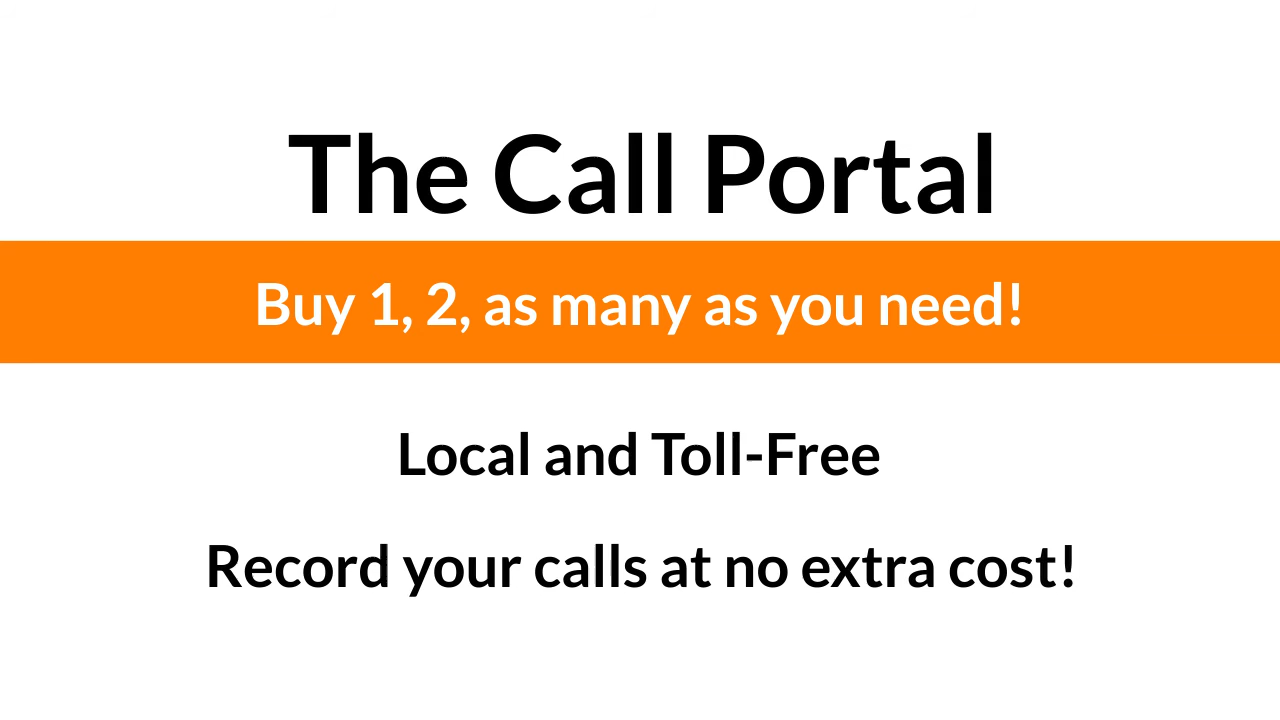 The Call Portal
Buy 1, 2, as many as you need!
Local and Toll-Free
Record your calls at no extra cost!